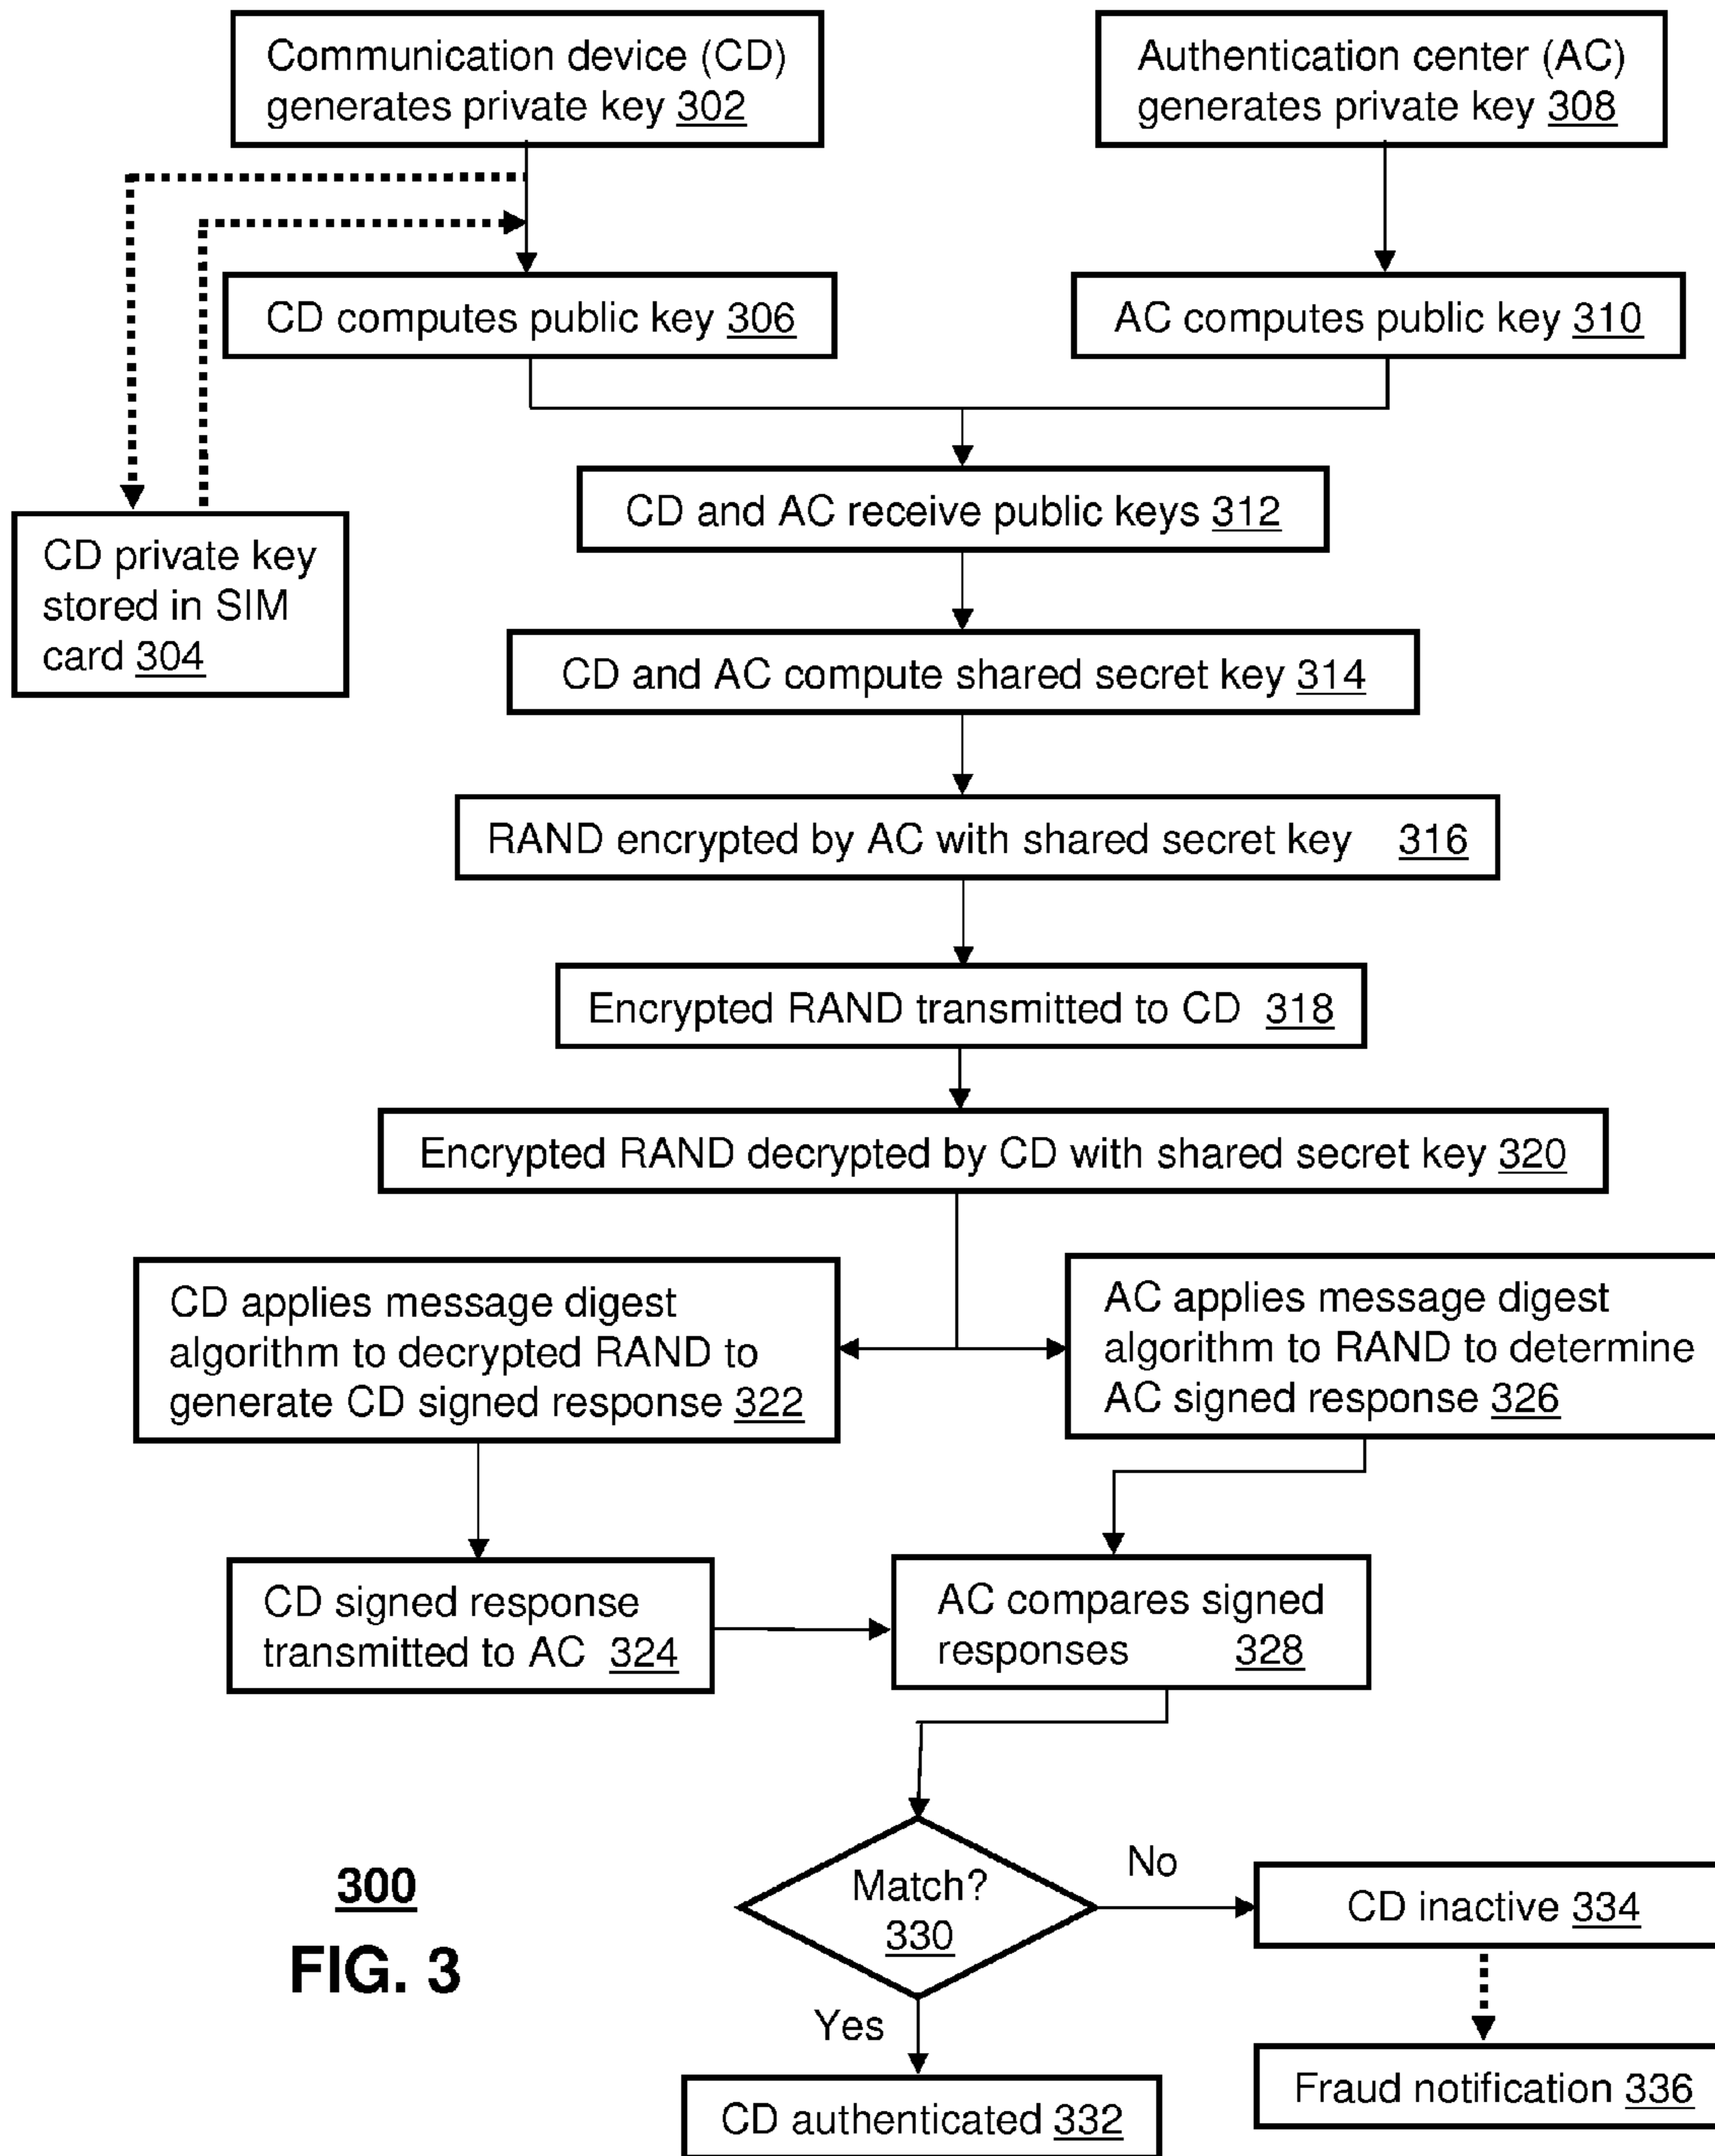 Communication device (CD)
generates private key 302
Authentication center (AC)
generates private key 308
CD computes public key 306
AC computes public key 310
CD and AC receive public keys 312
CD private key
stored in SIM
card 304
CD and AC compute shared secret key 314
RAND encrypted by AC with shared secret key 316
Encrypted RAND transmitted to CD 318
Encrypted RAND decrypted by CD with shared secret key 320
CD applies message digest
algorithm to decrypted RAND to
generate CD signed response 322
AC applies message digest
algorithm to RAND to determine
AC signed response 326
CD signed response
transmitted to AC 324
AC compares signed
responses 328
Match?
330
No
CD inactive 334
300
FIG. 3
Yes
Fraud notification 336
CD authenticated 332